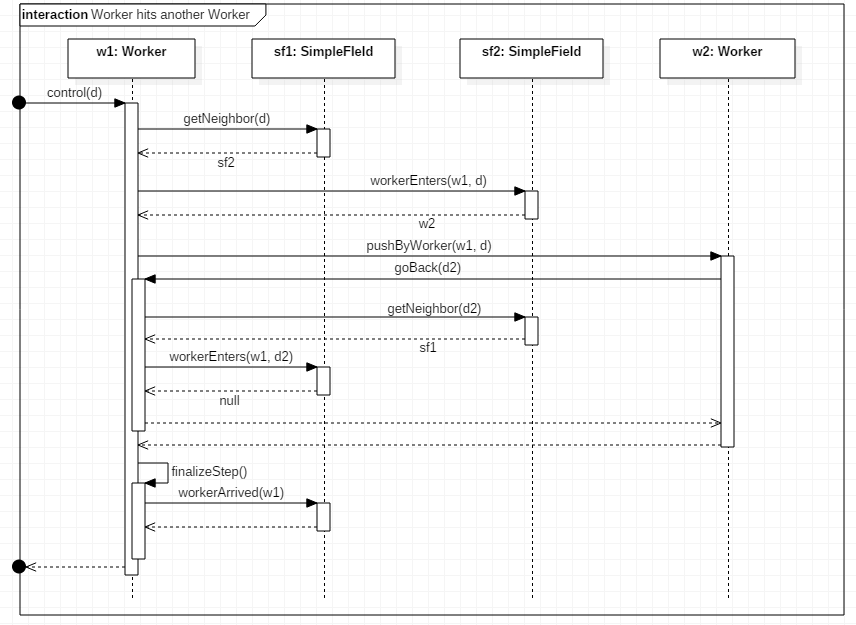 interaction Worker hits another Worker
w1: Worker
sf1: SimpleFIeld
sf2: SimpleField
w2: Worker
control(d)
getNeighbor(d)
sf2
workerEnters(w1, d)
w2
pushByWorker(w1, d)
goBack(d2)
getNeighbor(d2)
sf1
workerEnters(w1, d2)
null
finalizeStep()
workerArrived(w1)